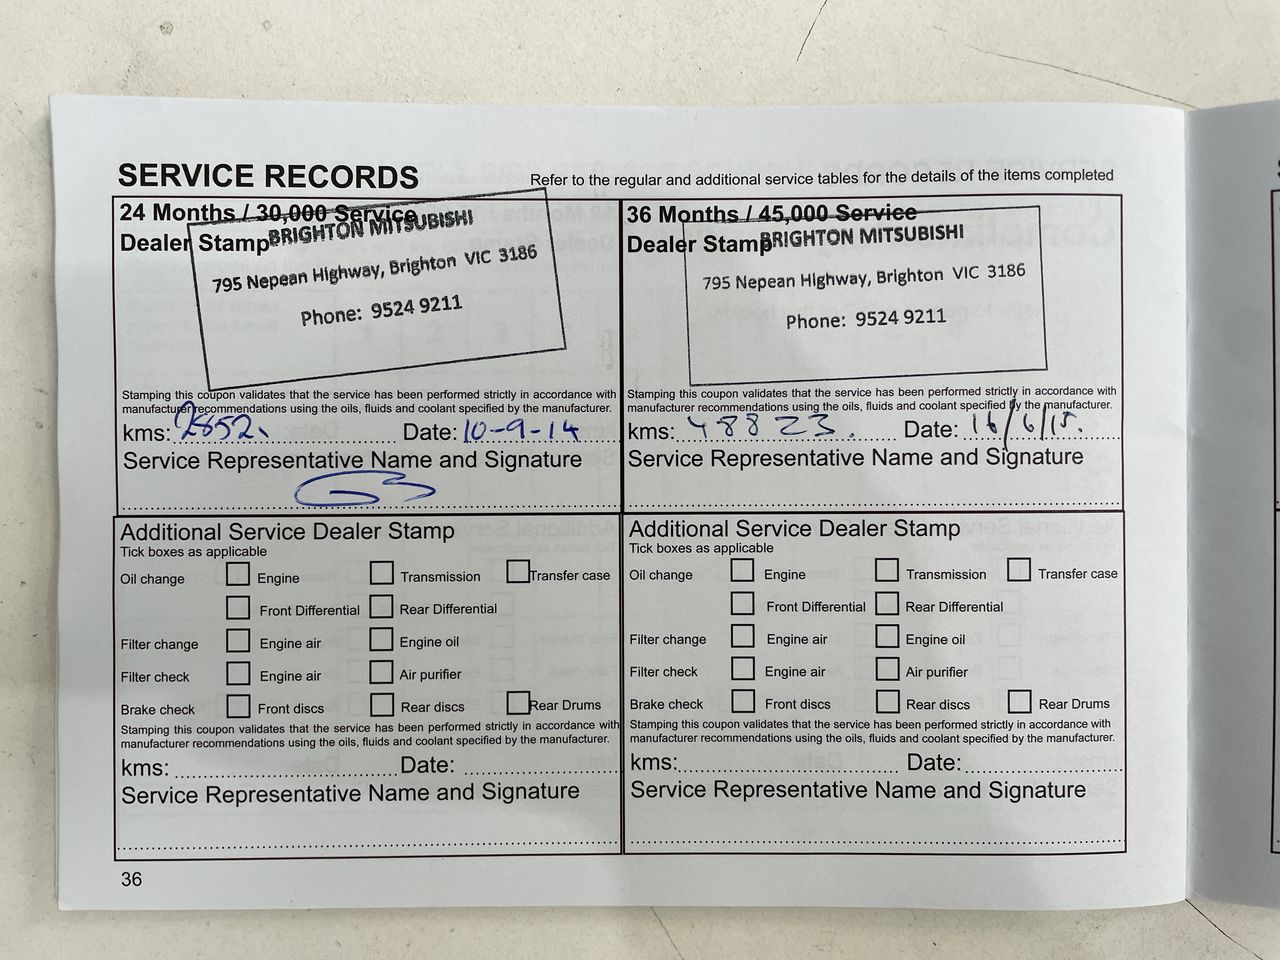 SERVICE RECORDS
Refer to the regular and additional service tables for the details of the items completed
24 Months / 30,000 Service
Dealer Stamp
BRIGHTON MITSUBISHI
795 Nepean Highway, Brighton VIC 3186
Phone: 9524 9211
Stamping this coupon validates that the service has been performed strictly in accordance with
manufacturer recommendations using the oils, fluids and coolant specified by the manufacturer.
kms: Date: 10-9-14
Service Representative Name and Signature
36 Months / 45,000 Service
Dealer Stamp
BRIGHTON MITSUBISHI
795 Nepean Highway, Brighton VIC 3186
Phone: 9524 9211
Stamping this coupon validates that the service has been performed strictly in accordance with
manufacturer recommendations using the oils, fluids and coolant specified by the manufacturer.
kms: 48823. Date: 16/6/15.
Service Representative Name and Signature
Additional Service Dealer Stamp
Tick boxes as applicable
Oil change Engine Transmission Transfer case
Front Differential Rear Differential
Filter change Engine air Engine oil
Filter check Engine air Air purifier
Brake check Front discs Rear discs Rear Drums
Stamping this coupon validates that the service has been performed strictly in accordance with
manufacturer recommendations using the oils, fluids and coolant specified by the manufacturer.
kms: Date:
Service Representative Name and Signature
Additional Service Dealer Stamp
Tick boxes as applicable
Oil change Engine Transmission Transfer case
Front Differential Rear Differential
Filter change Engine air Engine oil
Filter check Engine air Air purifier
Brake check Front discs Rear discs Rear Drums
Stamping this coupon validates that the service has been performed strictly in accordance with
manufacturer recommendations using the oils, fluids and coolant specified by the manufacturer.
kms: Date:
Service Representative Name and Signature
36